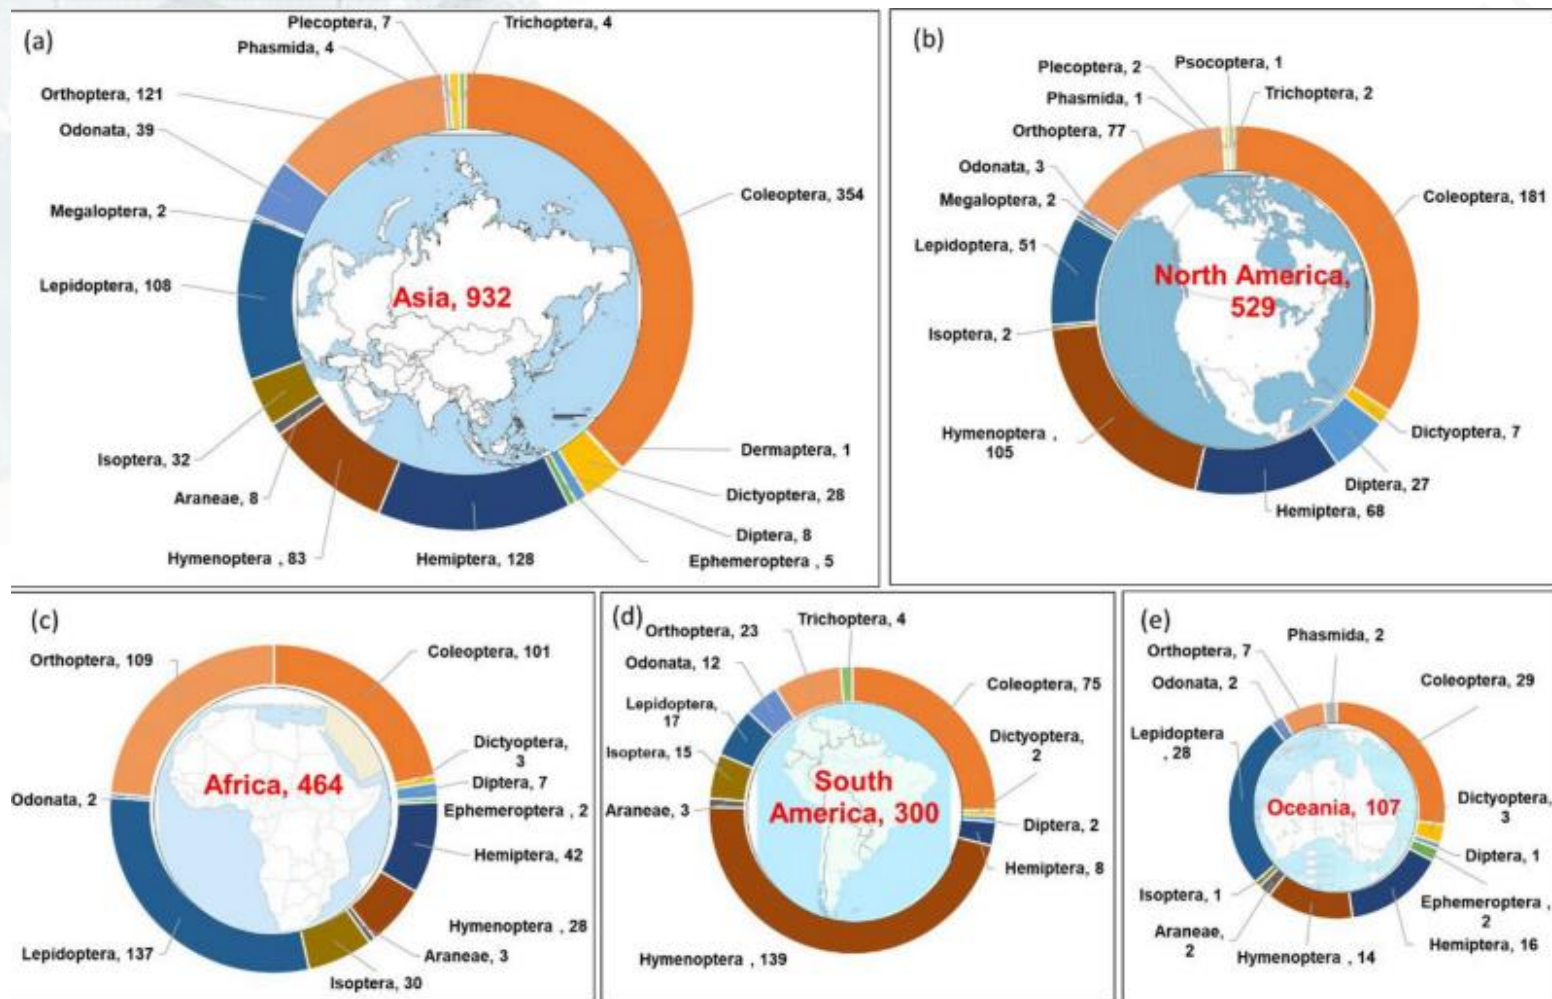 (a)
Plecoptera, 7
Trichoptera, 4
Phasmida, 4
Orthoptera, 121
Odonata, 39
Coleoptera, 354
Megaloptera, 2
Lepidoptera, 108
Asia, 932
Isoptera, 32
Araneae, 8
Hymenoptera , 83
Hemiptera, 128
Dermaptera, 1
Dictyoptera, 28
Diptera, 8
Ephemeroptera , 5
(b)
Plecoptera, 2
Psocoptera, 1
Trichoptera, 2
Phasmida, 1
Orthoptera, 77
Odonata, 3
Megaloptera, 2
Coleoptera, 181
Lepidoptera, 51
North America,
529
Isoptera, 2
Hymenoptera ,
105
Dictyoptera, 7
Diptera, 27
Hemiptera, 68
(c)
Orthoptera, 109
Coleoptera, 101
Dictyoptera,
3
Diptera, 7
Africa, 464
Odonata, 2
Ephemeroptera , 2
Hemiptera, 42
Hymenoptera , 28
Lepidoptera, 137
Araneae, 3
Isoptera, 30
(d)
Trichoptera, 4
Orthoptera, 23
Odonata, 12
Coleoptera, 75
Lepidoptera,
17
Isoptera, 15
Dictyoptera,
2
South
America, 300
Araneae, 3
Diptera, 2
Hemiptera, 8
Hymenoptera , 139
(e)
Phasmida, 2
Orthoptera, 7
Odonata, 2
Coleoptera, 29
Lepidoptera
, 28
Oceania, 107
Dictyoptera,
3
Diptera, 1
Isoptera, 1
Ephemeroptera ,
2
Araneae,
2
Hymenoptera , 14
Hemiptera, 16